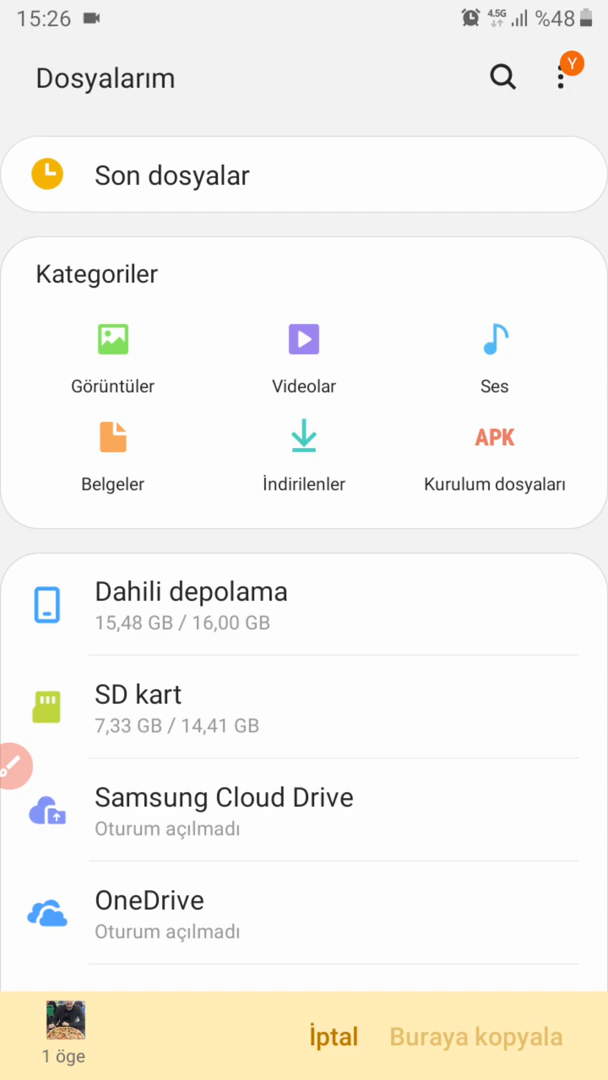 15:26
4.5G
%48
Dosyalarım
Y
Son dosyalar
Kategoriler
Görüntüler
Videolar
Ses
Belgeler
İndirilenler
APK
Kurulum dosyaları
Dahili depolama
15,48 GB / 16,00 GB
SD kart
7,33 GB / 14,41 GB
Samsung Cloud Drive
Oturum açılmadı
OneDrive
Oturum açılmadı
1 öge
İptal
Buraya kopyala